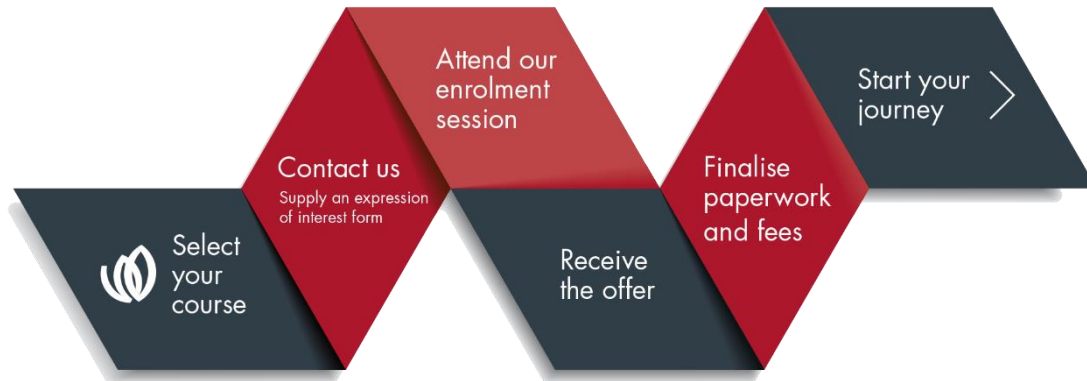 Select
your
course
Contact us
Supply an expression
of interest form
Attend our
enrolment
session
Receive
the offer
Finalise
paperwork
and fees
Start your
journey